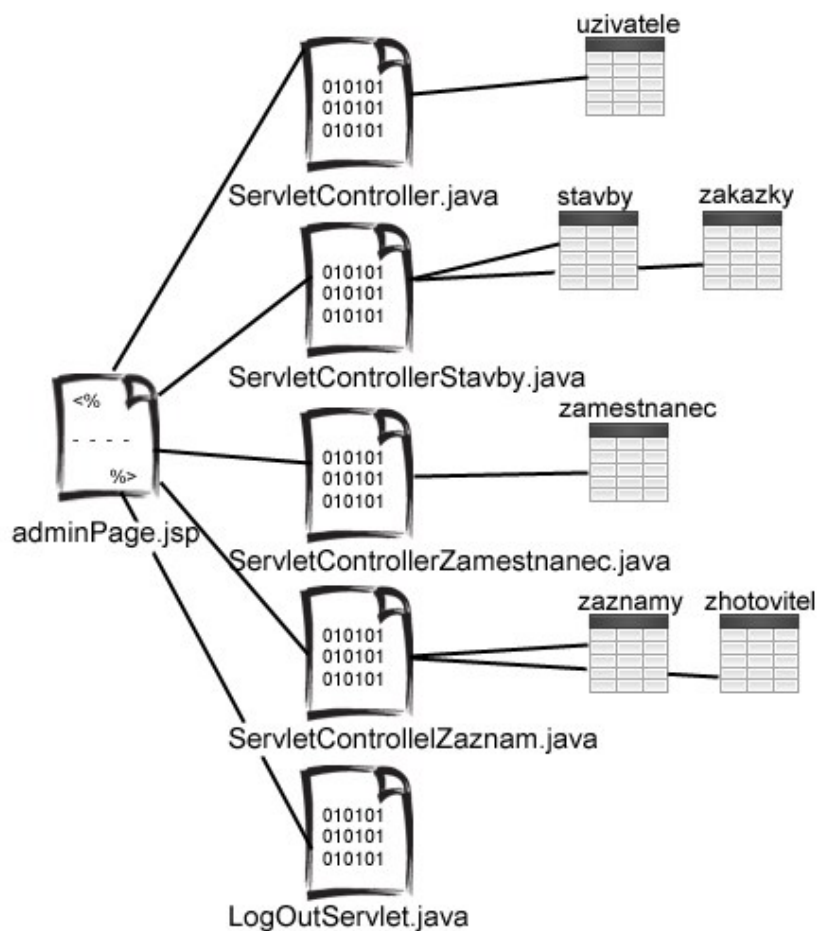 uzivatele
010101
010101
010101
ServletController.java
stavby
zakazky
010101
010101
010101
ServletControllerStavby.java
<%
- - - -
%>
adminPage.jsp
zamestnanec
010101
010101
010101
ServletControllerZamestnanec.java
zaznamy
zhotovitel
010101
010101
010101
ServletControllelZaznam.java
010101
010101
010101
LogOutServlet.java